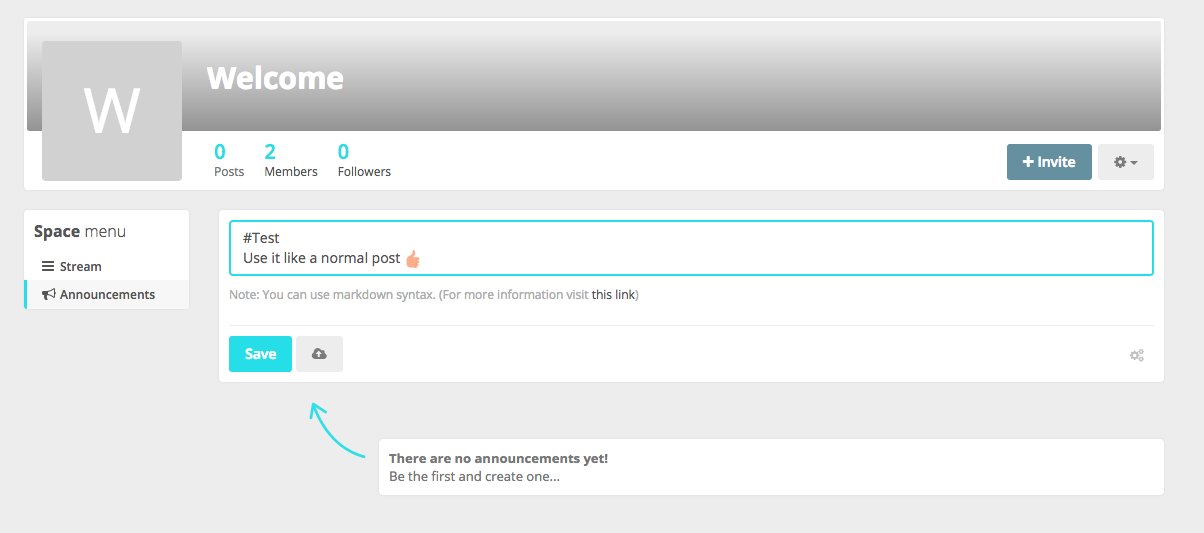 W
Welcome
0 2 0
Posts Members Followers
+ Invite
Space menu
Stream
Announcements
#Test
Use it like a normal post 👍
Note: You can use markdown syntax. (For more information visit this link)
Save
There are no announcements yet!
Be the first and create one...